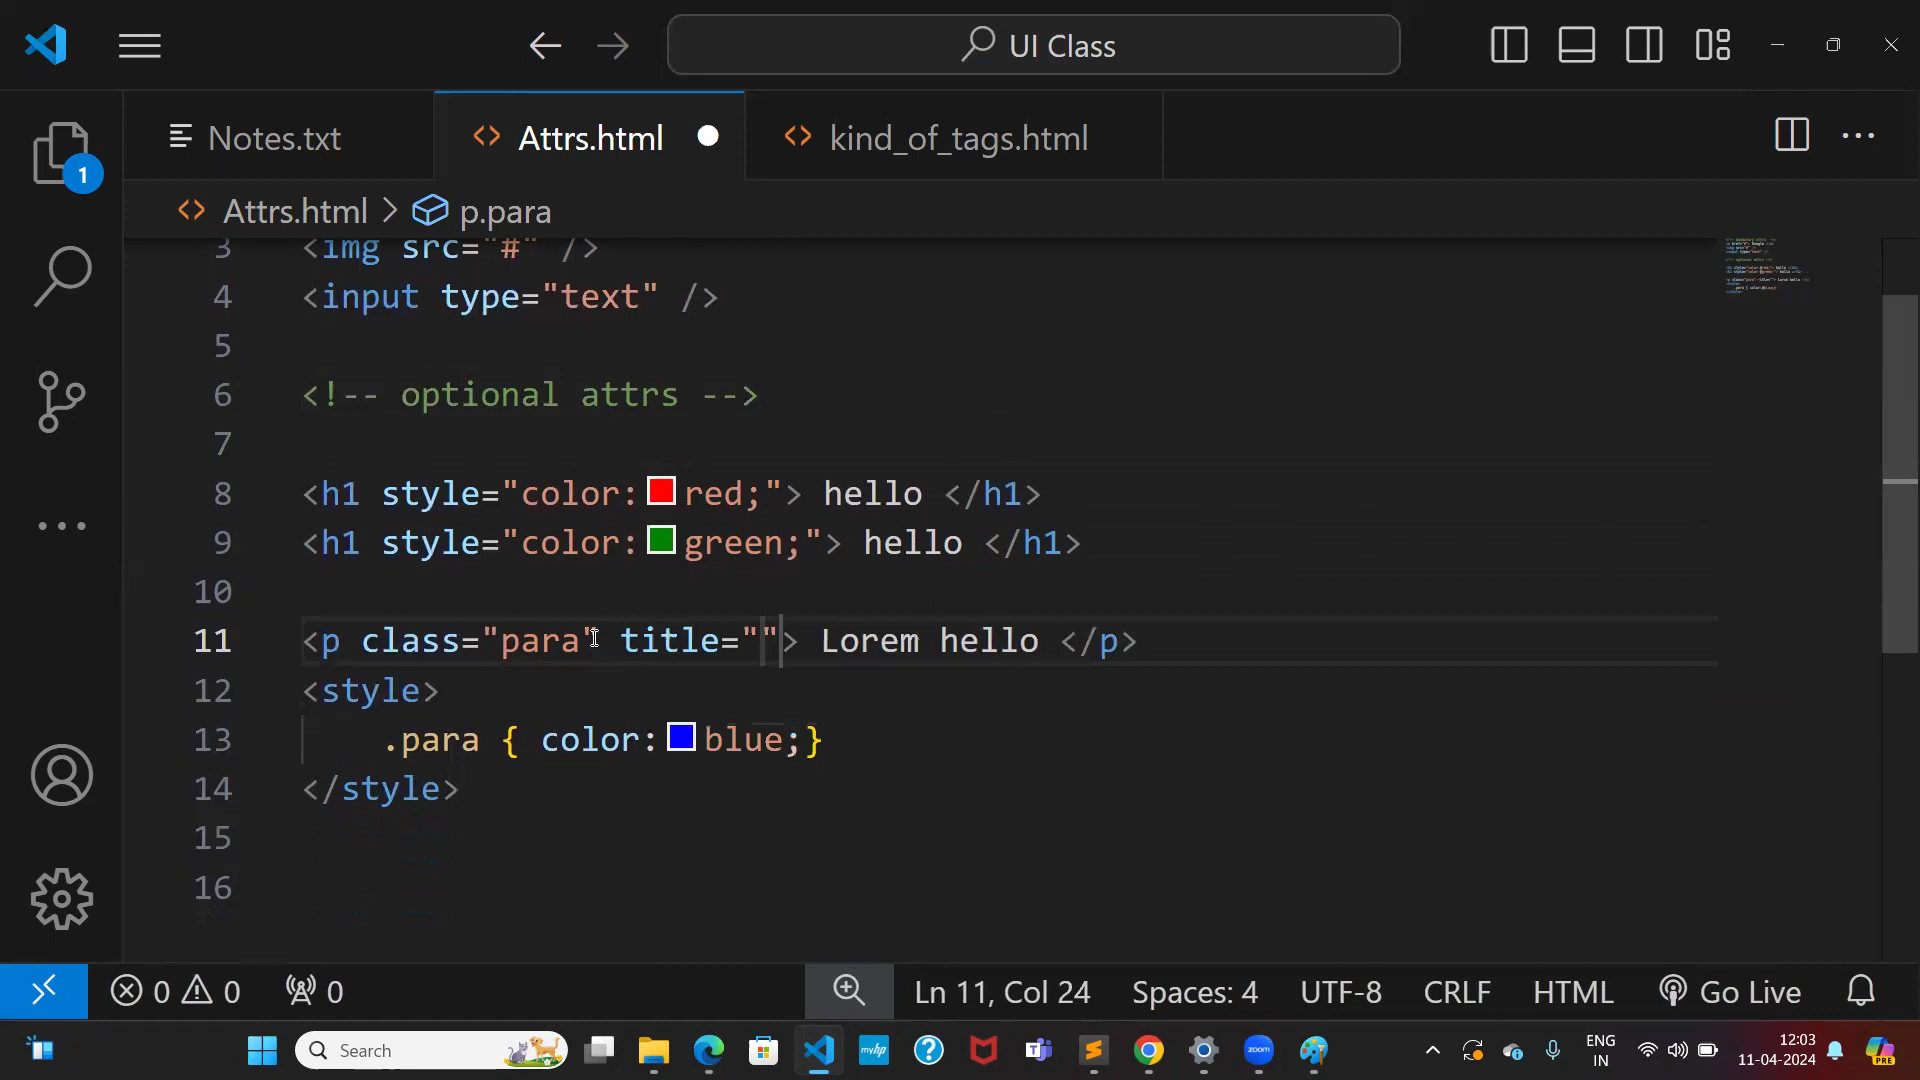 UI Class
Notes.txt
Attrs.html
kind_of_tags.html
1
Attrs.html > p.para
3 <img src="#" />
4 <input type="text" />
5
6 <!-- optional attrs -->
7
8 <h1 style="color:red;"> hello </h1>
9 <h1 style="color:green;"> hello </h1>
10
11 <p class="para" title=""> Lorem hello </p>
12 <style>
13 .para { color:blue;}
14 </style>
15
16
0 0 0 Ln 11, Col 24 Spaces: 4 UTF-8 CRLF HTML Go Live
Search
myhp
zoom
ENG
IN
12:03
11-04-2024
PRE